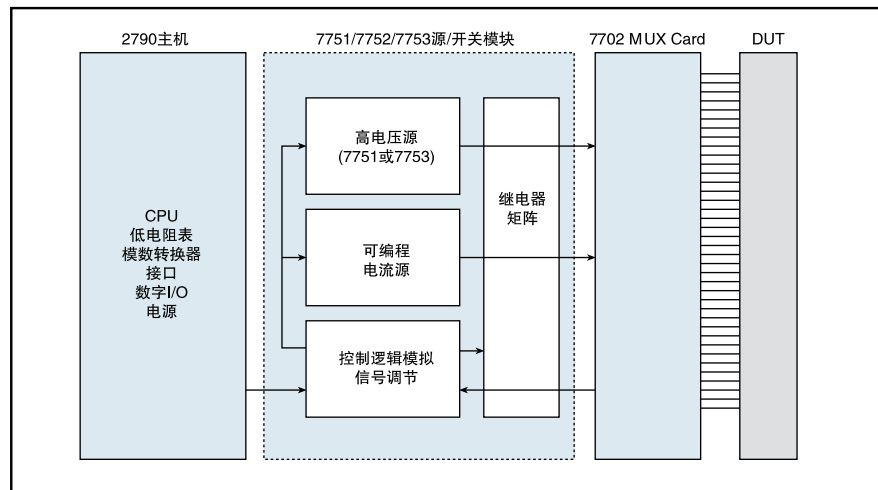 2790主机
7751/7752/7753源/开关模块
7702 MUX Card
DUT
CPU
低电阻表
模数转换器
接口
数字I/O
电源
高电压源
(7751或7753)
可编程
电流源
控制逻辑模拟
信号调节
继电器
矩阵